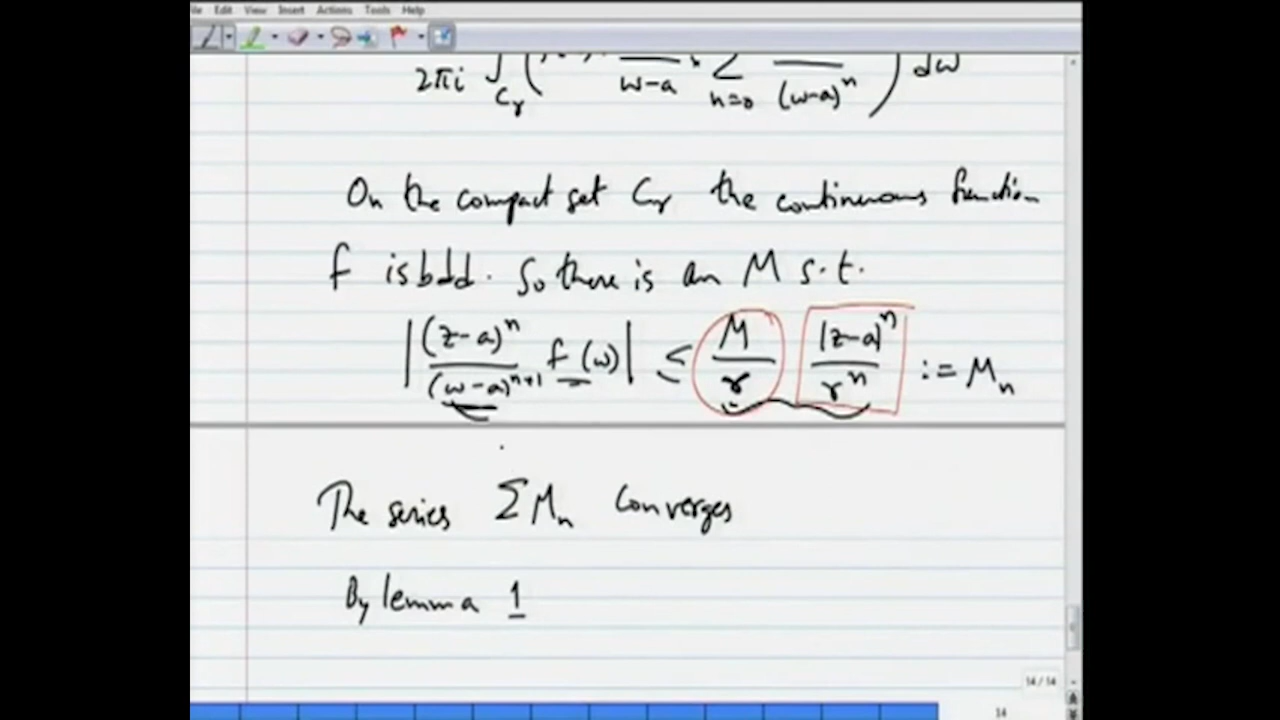 Edit View Insert Actions Tools Help
2πi ∫_{C_r} ( w-a Σ_{n=0} (w-a)^n ) dw
On the compact set C_r the continuous function
f is bdd. So there is an M s.t.
|(z-a)^n/(w-a)^{n+1} f(w)| ≤ M/r |z-a|^n/r^n := M_n
The series ΣM_n converges
By lemma 1
14 / 14
14